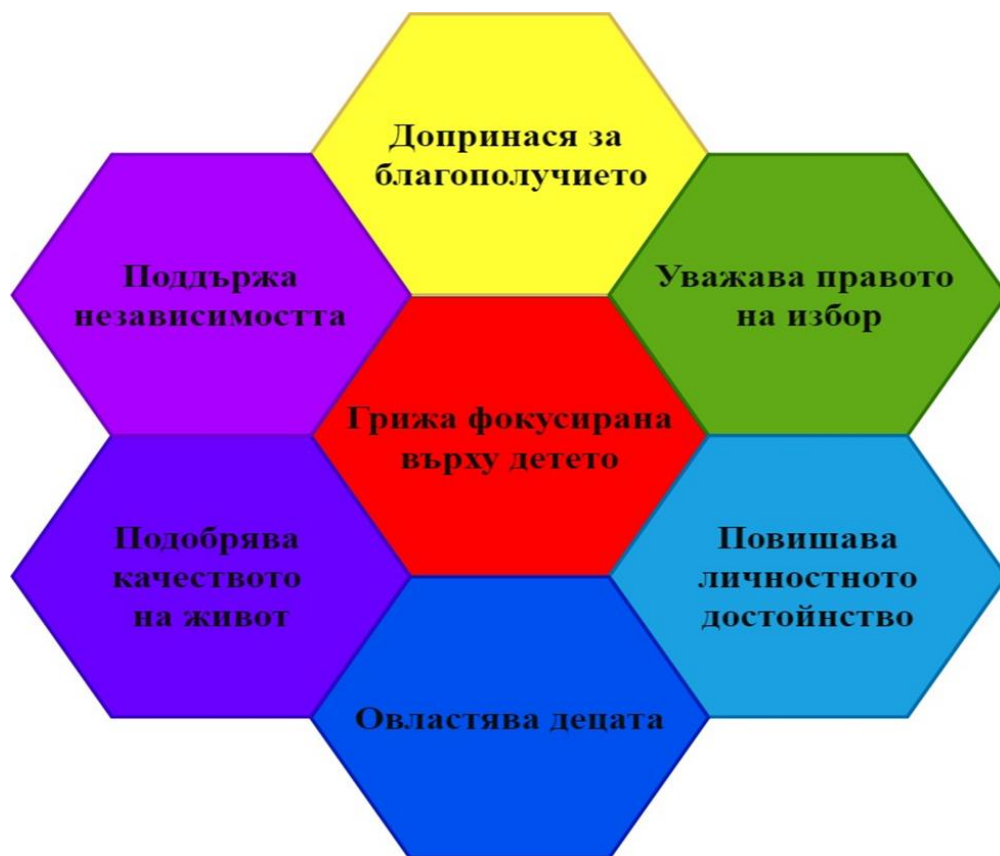 Допринася за
благополучието
Поддържа
независимостта
Уважава правото
на избор
Грижа фокусирана
върху детето
Подобрява
качеството
на живот
Повишава
личностното
достойнство
Овластява децата